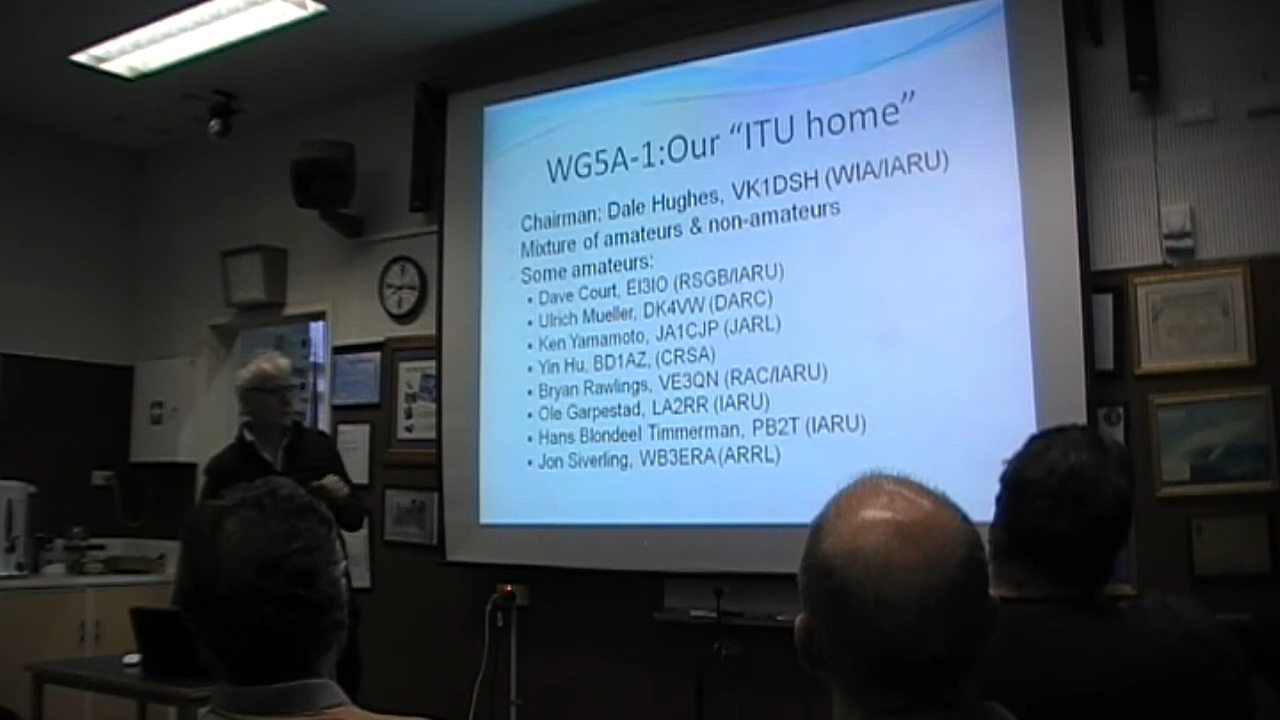 WG5A-1:Our “ITU home”
Chairman: Dale Hughes, VK1DSH (WIA/IARU)
Mixture of amateurs & non-amateurs
Some amateurs:
• Dave Court, EI3IO (RSGB/IARU)
• Ulrich Mueller, DK4VW (DARC)
• Ken Yamamoto, JA1CJP (JARL)
• Yin Hu, BD1AZ, (CRSA)
• Bryan Rawlings, VE3QN (RAC/IARU)
• Ole Garpestad, LA2RR (IARU)
• Hans Blondeel Timmerman, PB2T (IARU)
• Jon Siverling, WB3ERA (ARRL)